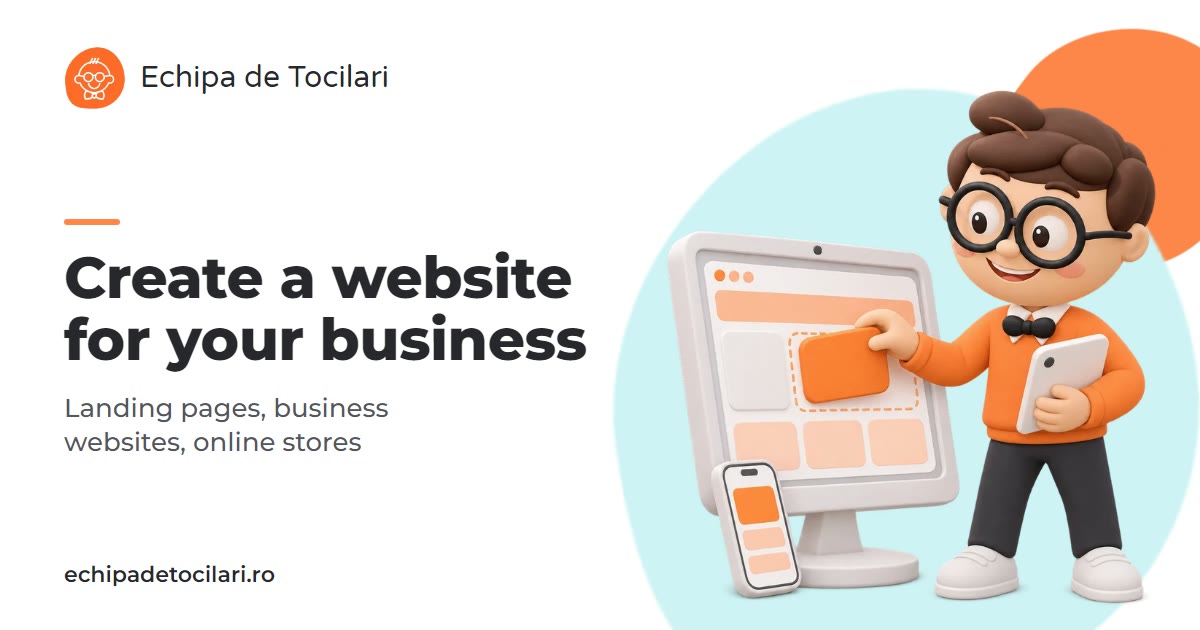 Echipa de Tocilari
Create a website
for your business
Landing pages, business
websites, online stores
echipadetocilari.ro